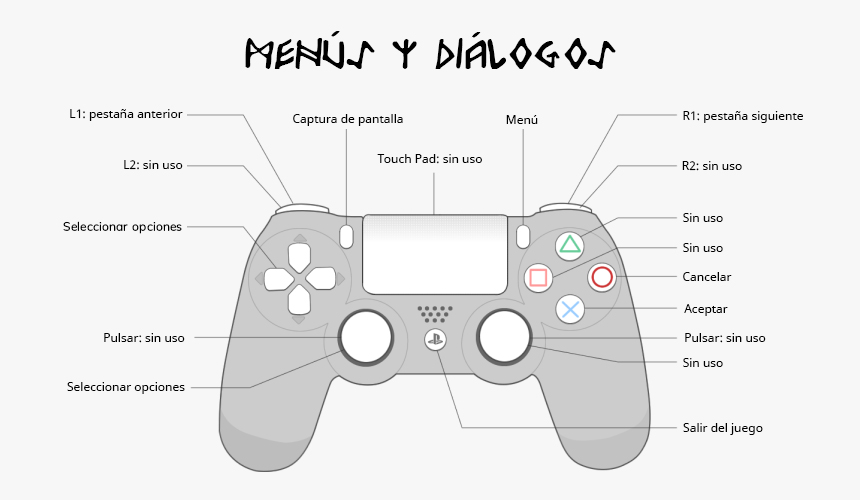 MENÚS Y DIÁLOGOS
L1: pestaña anterior
Captura de pantalla
Menú
R1: pestaña siguiente
L2: sin uso
Touch Pad: sin uso
R2: sin uso
Seleccionar opciones
Sin uso
Sin uso
Cancelar
Aceptar
Pulsar: sin uso
Pulsar: sin uso
Sin uso
Seleccionar opciones
Salir del juego